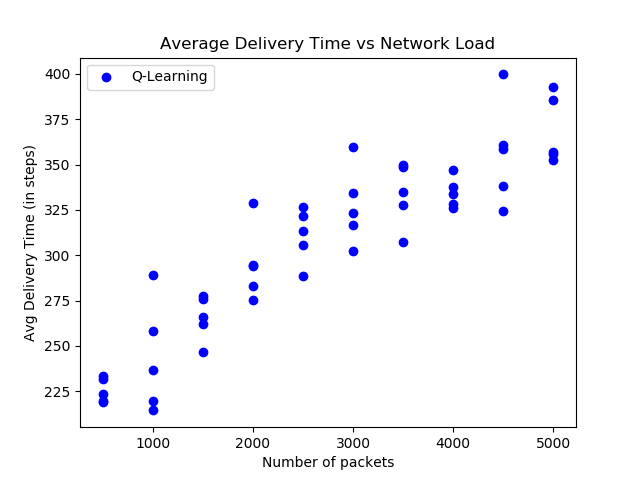 Average Delivery Time vs Network Load
Q-Learning
400
375
350
325
300
275
250
225
Avg Delivery Time (in steps)
1000 2000 3000 4000 5000
Number of packets